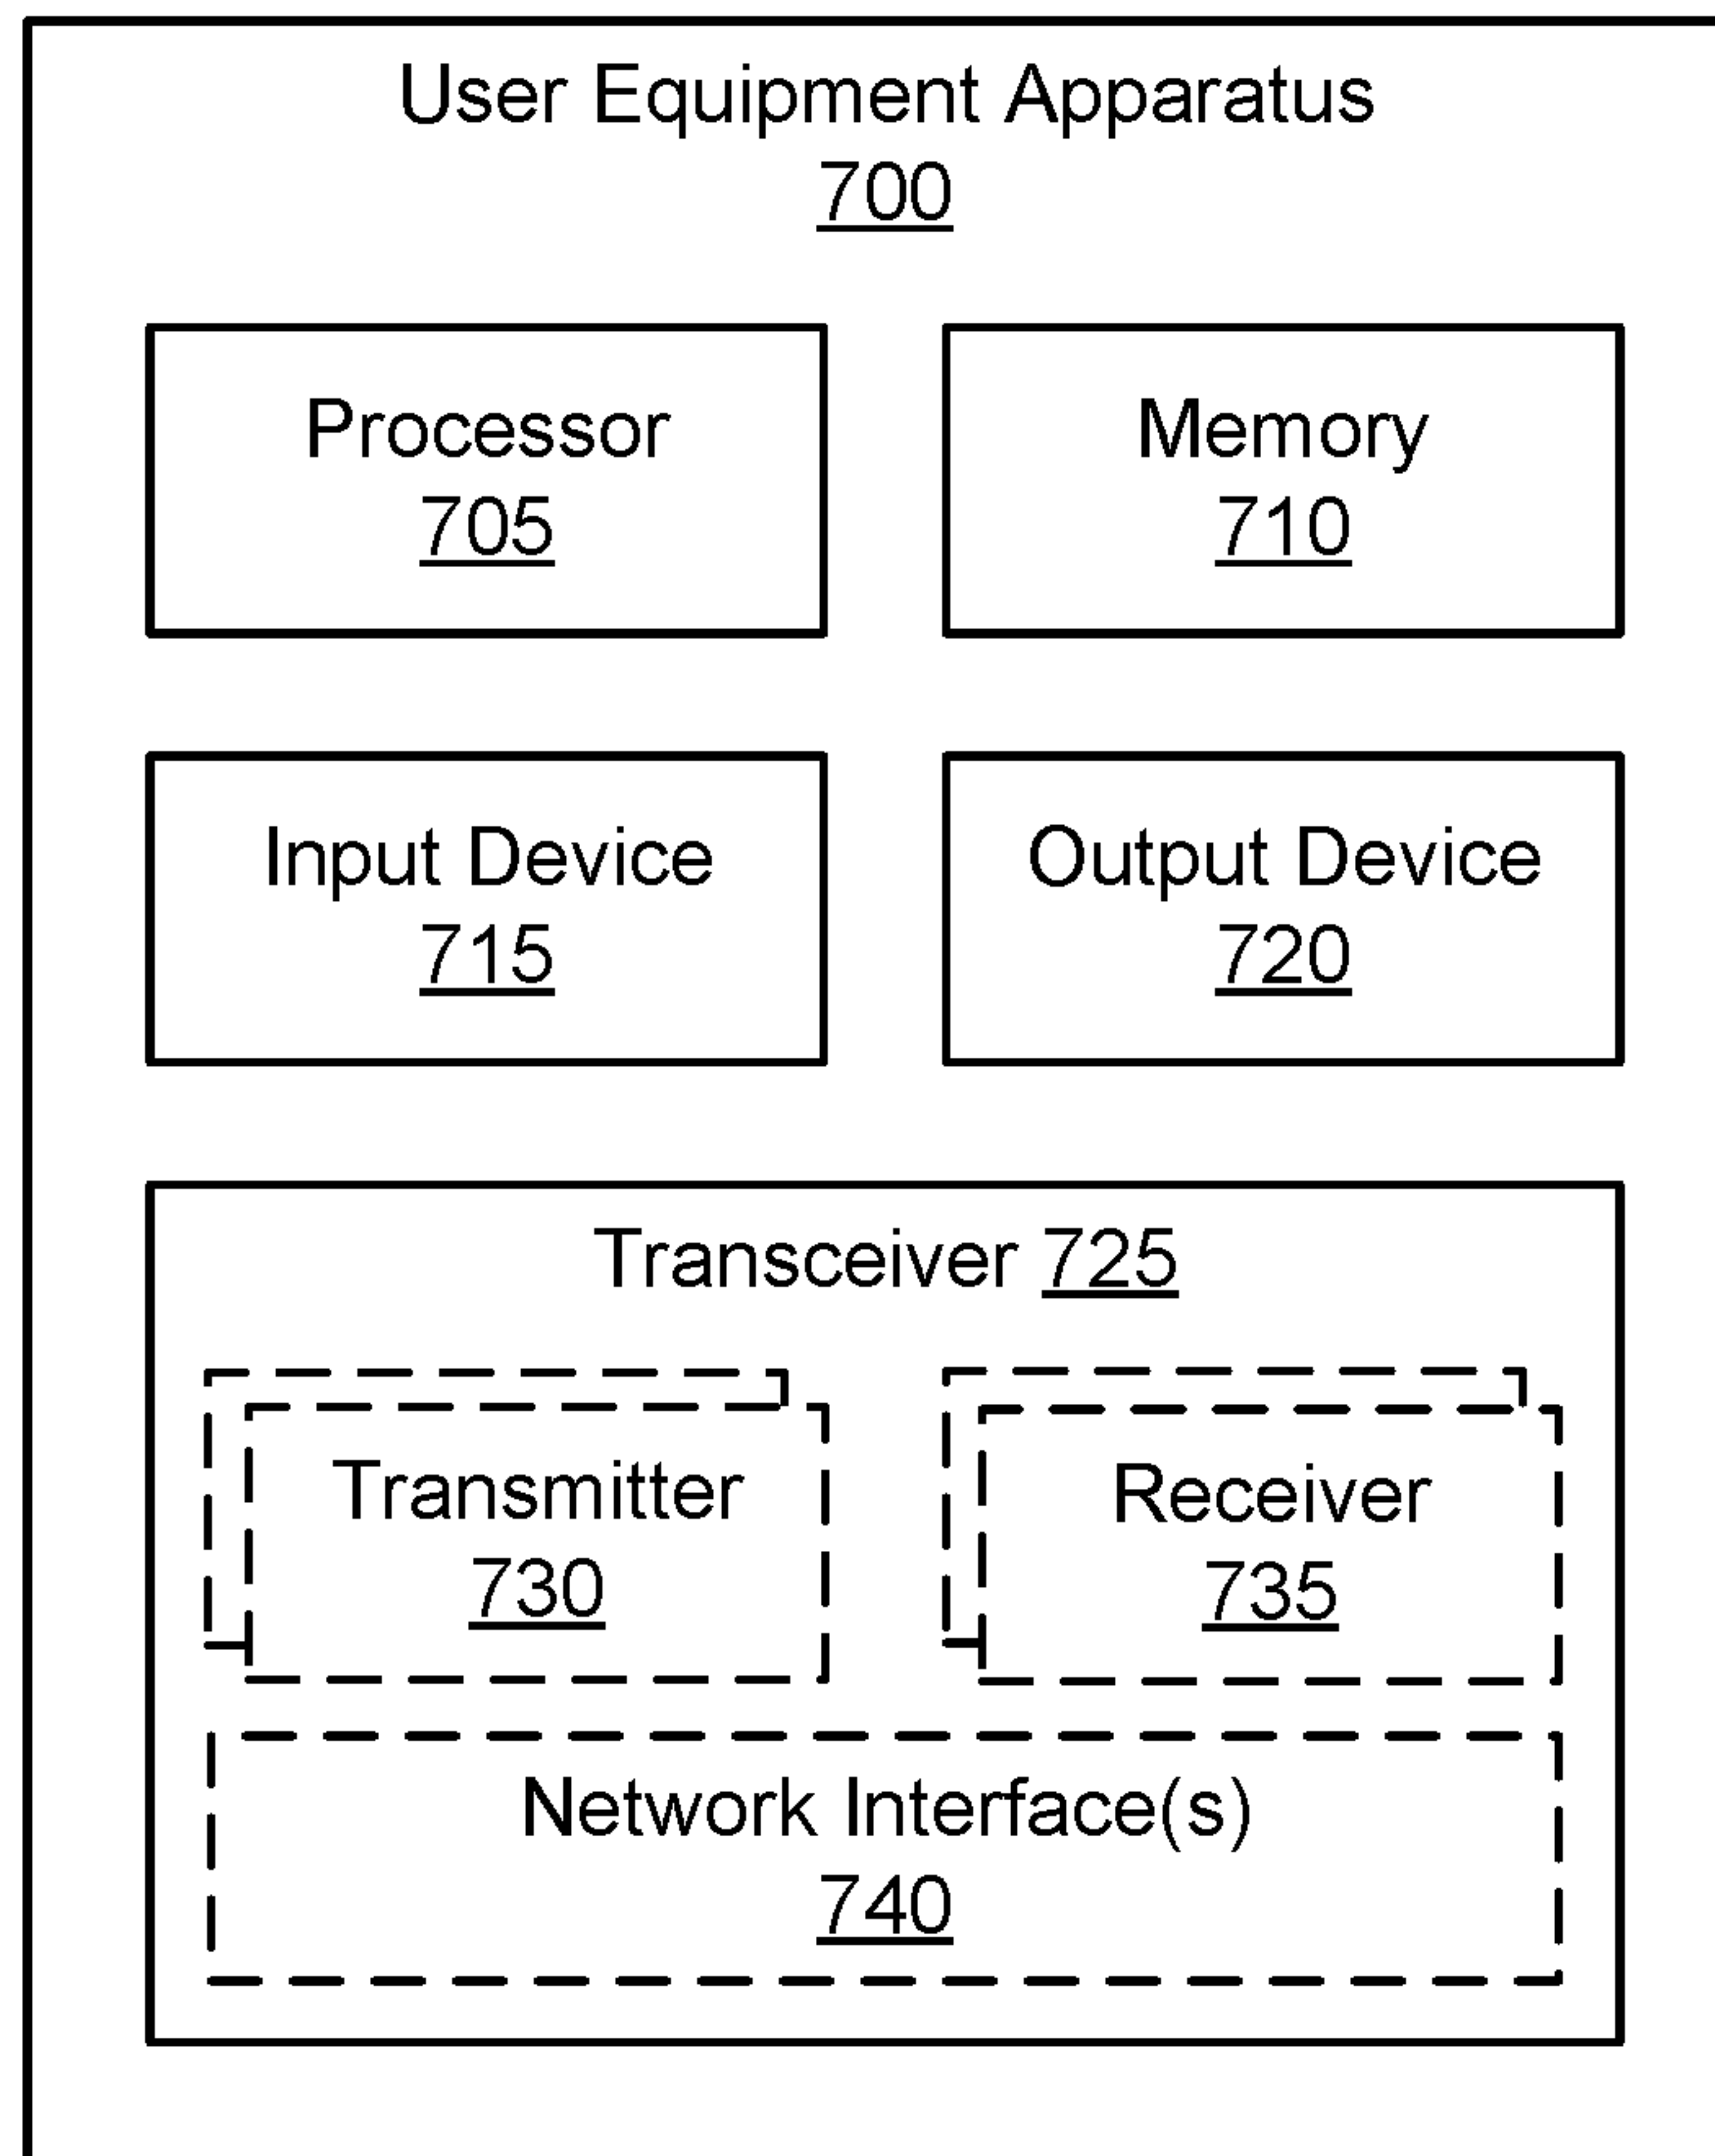 User Equipment Apparatus
700
Processor
705
Memory
710
Input Device
715
Output Device
720
Transceiver 725
Transmitter
730
Receiver
735
Network Interface(s)
740